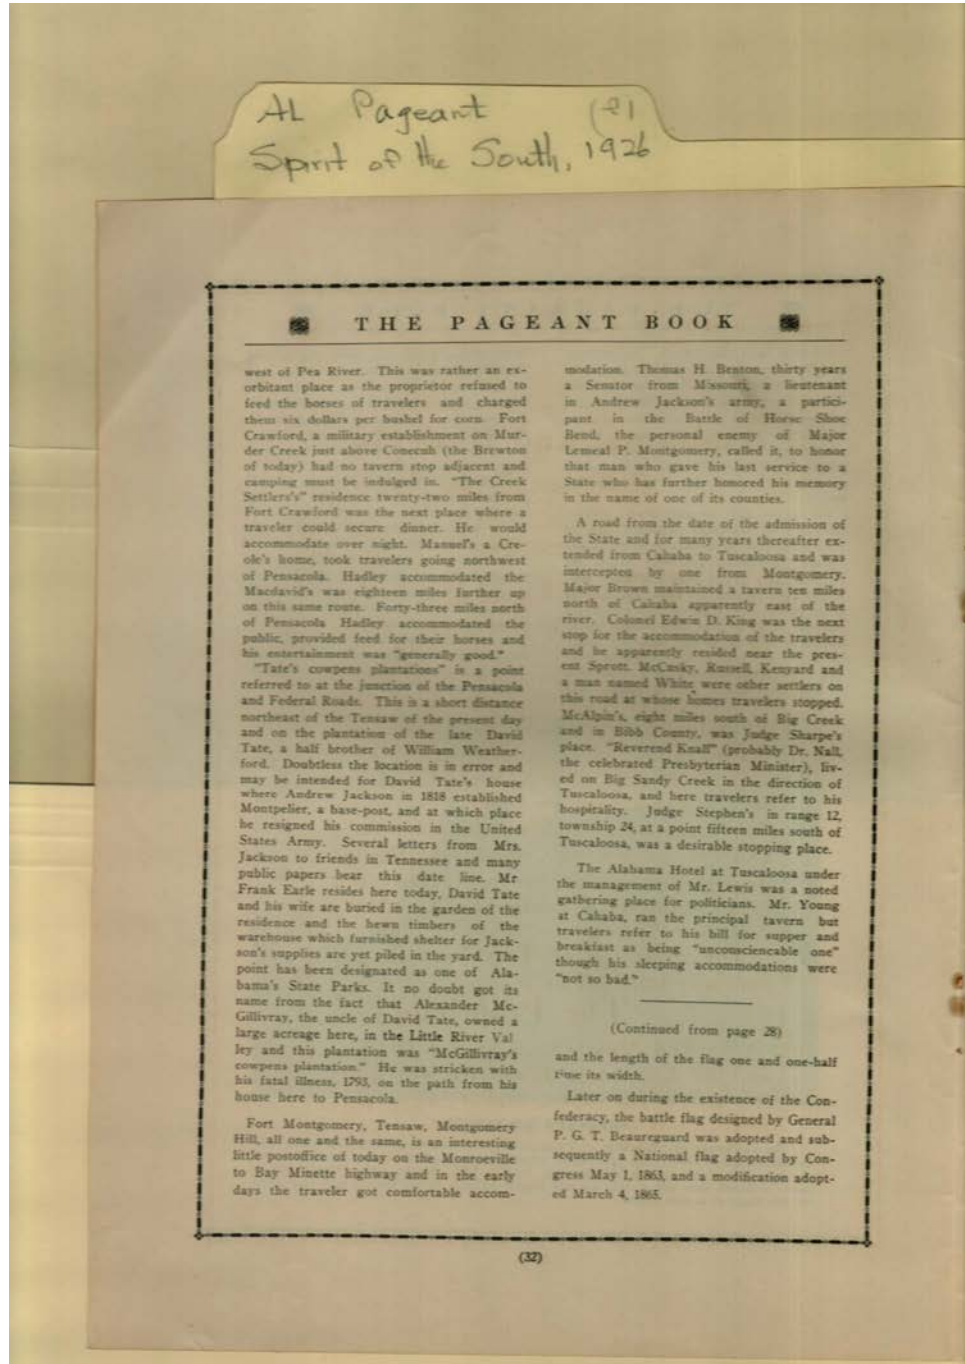 AL Pageant
Spirit of the South, 1926
THE PAGEANT BOOK
west of Pea River. This was rather an ex-
orbitant place as the proprietor refused to
feed the horses of travelers and charged
them six dollars per bushel for corn. Fort
Crawford, a military establishment on Mur-
der Creek just above Conecuh (the Brewton
of today) had no tavern stop adjacent and
camping must be indulged in. "The Creek
Settlers's" residence twenty-two miles from
Fort Crawford was the next place where a
traveler could secure dinner. He would
accommodate over night. Manuel's a Cre-
ole's home, took travelers going northwest
of Pensacola. Hadley accommodated the
Macdavid's was eighteen miles further up
on this same route. Forty-three miles north
of Pensacola Hadley accommodated the
public, provided feed for their horses and
his entertainment was "generally good."
"Tate's cowpens plantations" is a point
referred to at the junction of the Pensacola
and Federal Roads. This is a short distance
northeast of the Tensaw of the present day
and on the plantation of the late David
Tate, a half brother of William Weather-
ford. Doubtless the location is in error and
may be intended for David Tate's house
where Andrew Jackson in 1818 established
Montpelier, a base-post, and at which place
he resigned his commission in the United
States Army. Several letters from Mrs.
Jackson to friends in Tennessee and many
public papers bear this date line. Mr
Frank Earle resides here today, David Tate
and his wife are buried in the garden of the
residence and the hewn timbers of the
warehouse which furnished shelter for Jack-
son's supplies are yet piled in the yard. The
point has been designated as one of Ala-
bama's State Parks. It no doubt got its
name from the fact that Alexander Mc-
Gillivray, the uncle of David Tate, owned a
large acreage here, in the Little River Val
ley and this plantation was "McGillivray's
cowpens plantation." He was stricken with
his fatal illness, 1793, on the path from his
house here to Pensacola.
Fort Montgomery, Tensaw, Montgomery
Hill, all one and the same, is an interesting
little postoffice of today on the Monroeville
to Bay Minette highway and in the early
days the traveler got comfortable accom-
modation. Thomas H. Benton, thirty years
a Senator from Missouri, a lieutenant
in Andrew Jackson's army, a partici-
pant in the Battle of Horse Shoe
Bend, the personal enemy of Major
Lemeal P. Montgomery, called it, to honor
that man who gave his last service to a
State who has further honored his memory
in the name of one of its counties.
A road from the date of the admission of
the State and for many years thereafter ex-
tended from Cahaba to Tuscaloosa and was
intercepted by one from Montgomery.
Major Brown maintained a tavern ten miles
north of Cahaba apparently east of the
river. Colonel Edwin D. King was the next
stop for the accommodation of the travelers
and he apparently resided near the pres-
ent Sprott. McCasky, Russell, Kenyard and
a man named White were other settlers on
this road at whose homes travelers stopped.
McAlpin's, eight miles south of Big Creek
and in Bibb County, was Judge Sharpe's
place. "Reverend Knall" (probably Dr. Nall,
the celebrated Presbyterian Minister), liv-
ed on Big Sandy Creek in the direction of
Tuscaloosa, and here travelers refer to his
hospitality. Judge Stephen's in range 12,
township 24, at a point fifteen miles south of
Tuscaloosa, was a desirable stopping place.
The Alabama Hotel at Tuscaloosa under
the management of Mr. Lewis was a noted
gathering place for politicians. Mr. Young
at Cahaba, ran the principal tavern but
travelers refer to his bill for supper and
breakfast as being "unconsciencable one"
though his sleeping accommodations were
"not so bad."
(Continued from page 28)
and the length of the flag one and one-half
time its width.
Later on during the existence of the Con-
federacy, the battle flag designed by General
P. G. T. Beaureguard was adopted and sub-
sequently a National flag adopted by Con-
gress May 1, 1863, and a modification adopt-
ed March 4, 1865.
(32)